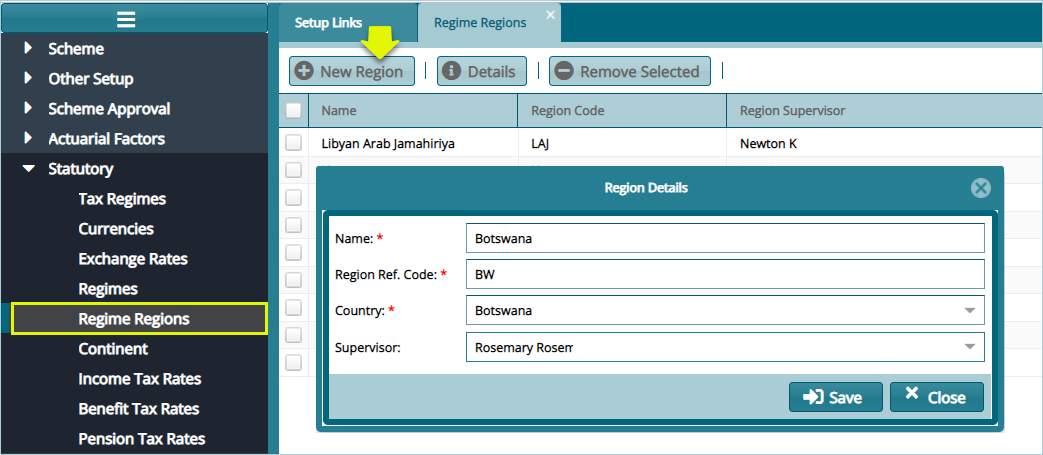 Setup Links
Regime Regions
Scheme
Other Setup
Scheme Approval
Actuarial Factors
Statutory
Tax Regimes
Currencies
Exchange Rates
Regimes
Regime Regions
Continent
Income Tax Rates
Benefit Tax Rates
Pension Tax Rates
New Region Details Remove Selected
Name Region Code Region Supervisor
Libyan Arab Jamahiriya LAJ Newton K
Region Details
Name: * Botswana
Region Ref. Code: * BW
Country: * Botswana
Supervisor: Rosemary Rosem
Save Close